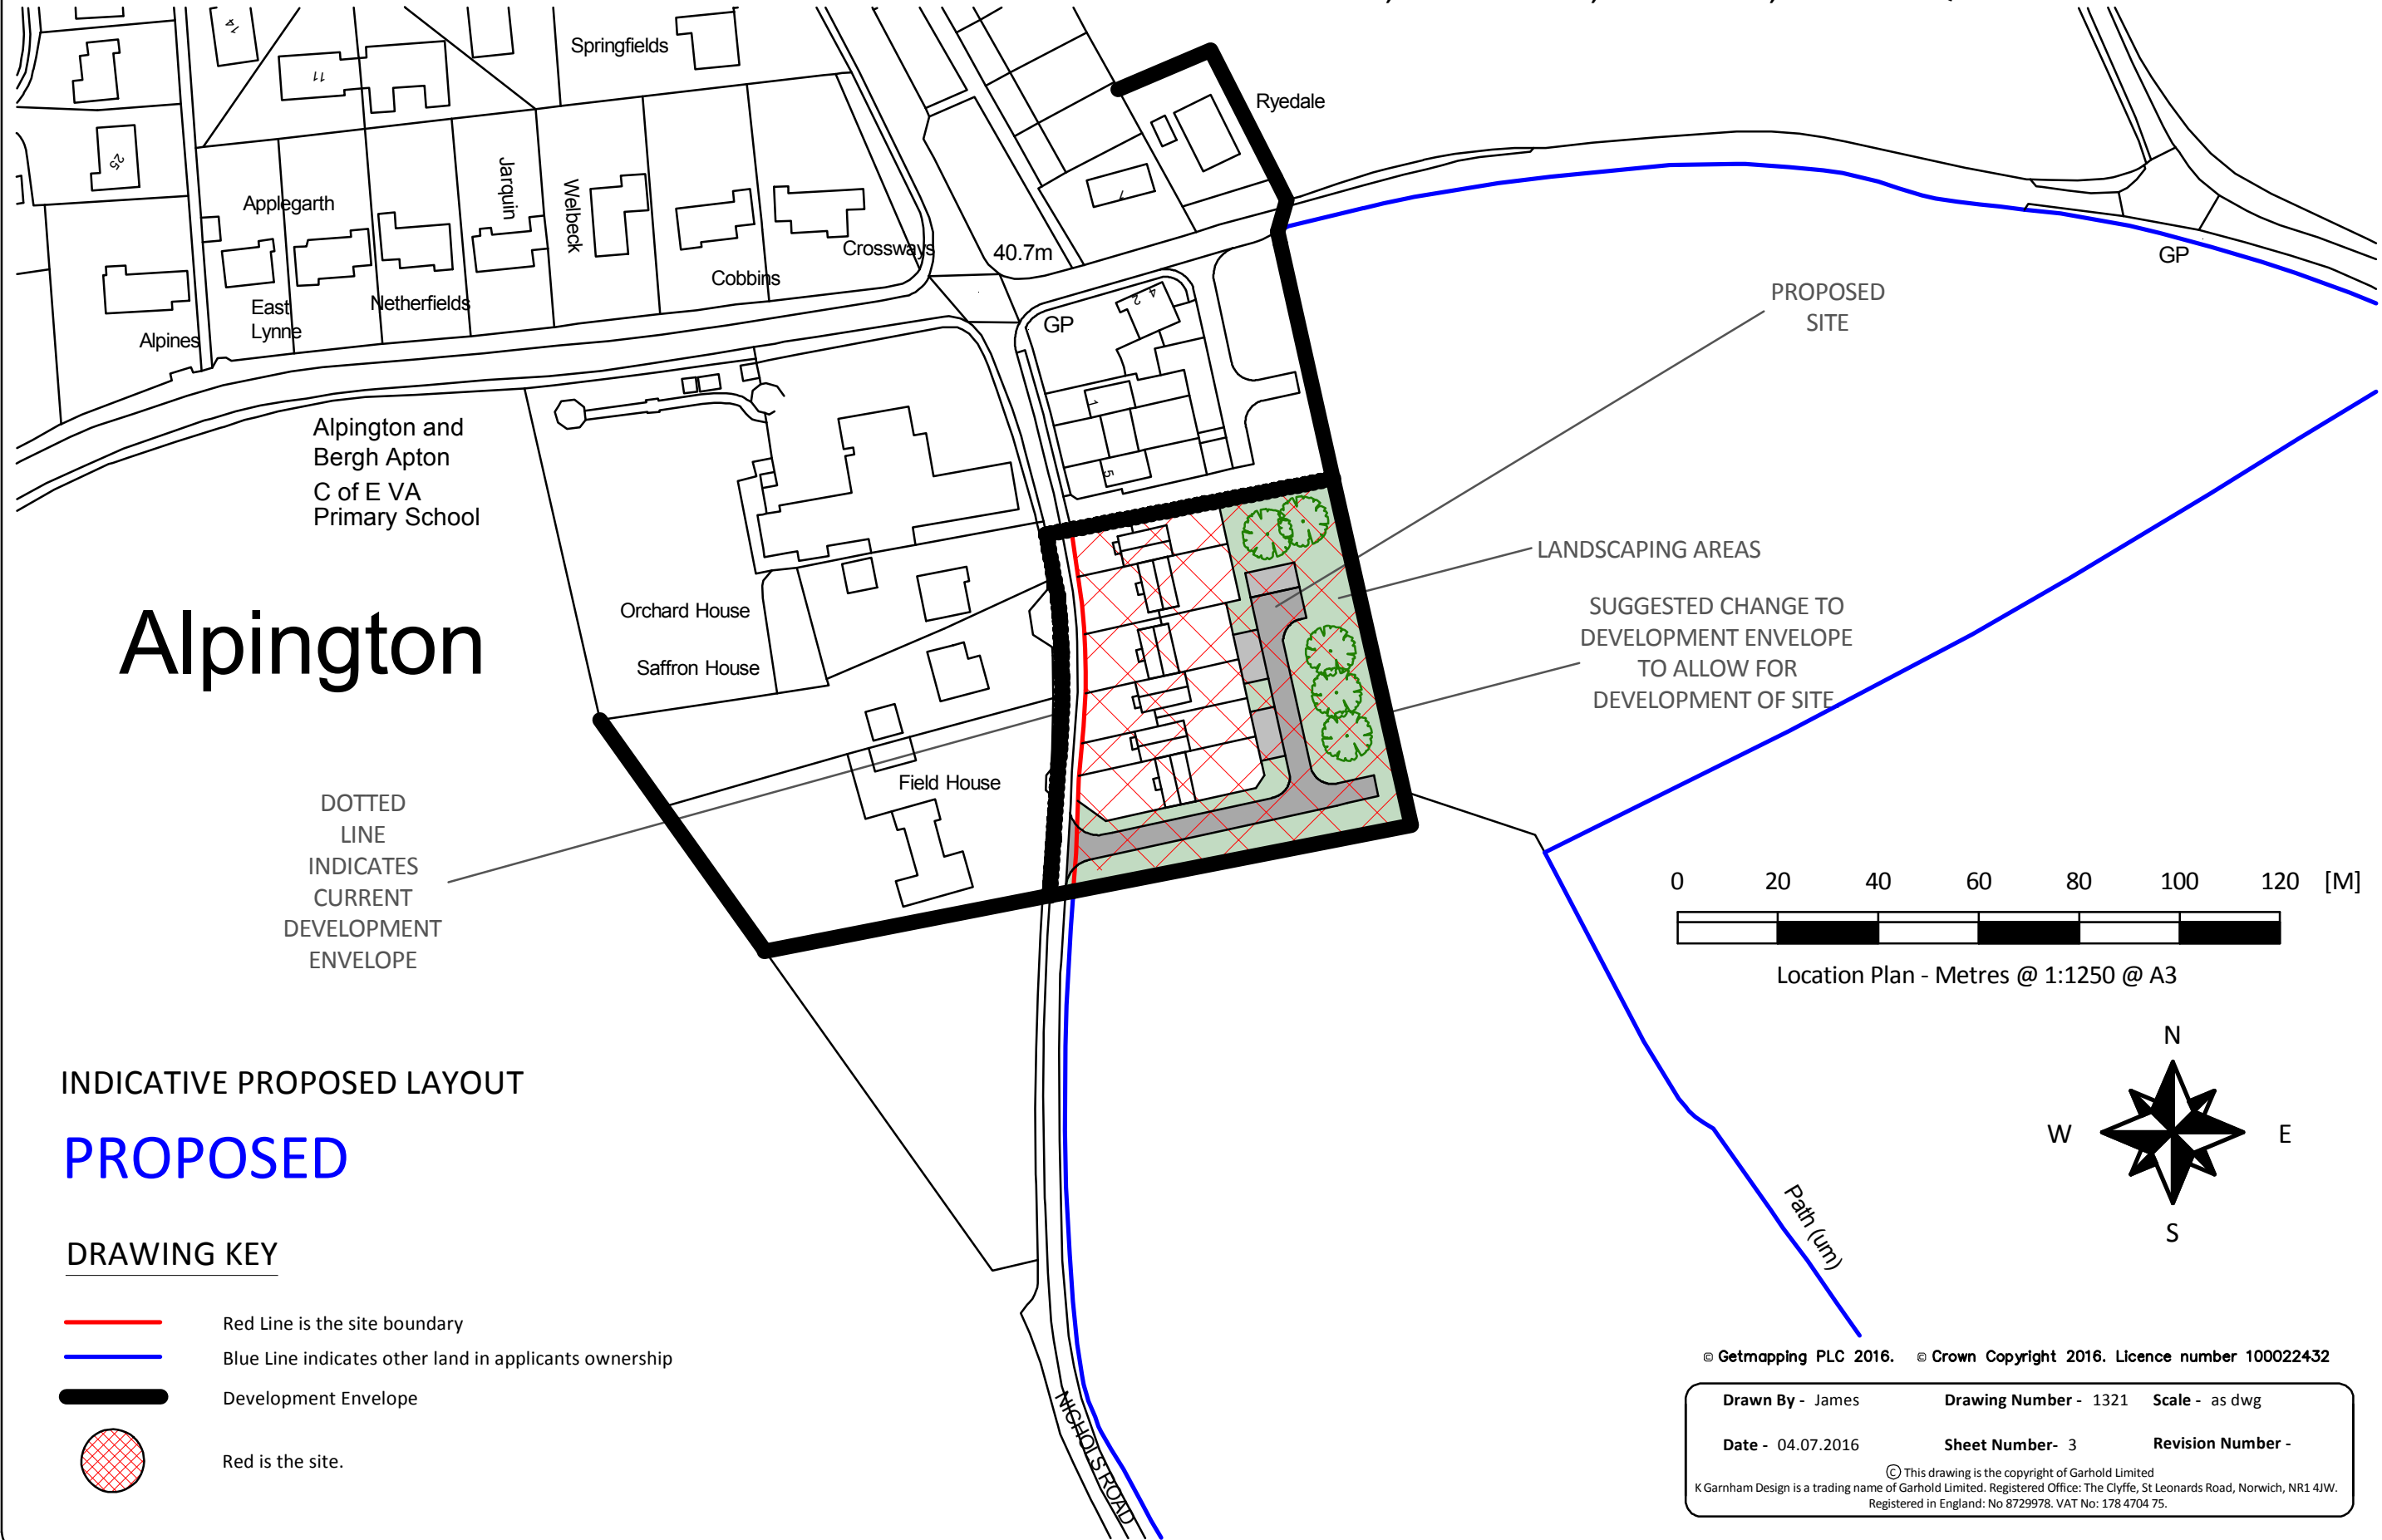 14
11
Springfields
Ryedale
25
Applegarth
Jarquin
Welbeck
7
Crossways
40.7m
Cobbins
East
Lynne
Netherfields
Alpines
GP
2 4
GP
PROPOSED
SITE
1
5
Alpington and
Bergh Apton
C of E VA
Primary School
LANDSCAPING AREAS
Orchard House
Saffron House
SUGGESTED CHANGE TO
DEVELOPMENT ENVELOPE
TO ALLOW FOR
DEVELOPMENT OF SITE
Alpington
Field House
DOTTED
LINE
INDICATES
CURRENT
DEVELOPMENT
ENVELOPE
0 20 40 60 80 100 120 [M]
Location Plan - Metres @ 1:1250 @ A3
N
W E
S
INDICATIVE PROPOSED LAYOUT
PROPOSED
Path (um)
NICHOLS ROAD
DRAWING KEY
Red Line is the site boundary
Blue Line indicates other land in applicants ownership
Development Envelope
Red is the site.
© Getmapping PLC 2016. © Crown Copyright 2016. Licence number 100022432
Drawn By - James Drawing Number - 1321 Scale - as dwg
Date - 04.07.2016 Sheet Number- 3 Revision Number -
© This drawing is the copyright of Garhold Limited
K Garnham Design is a trading name of Garhold Limited. Registered Office: The Clyffe, St Leonards Road, Norwich, NR1 4JW.
Registered in England: No 8729978. VAT No: 178 4704 75.